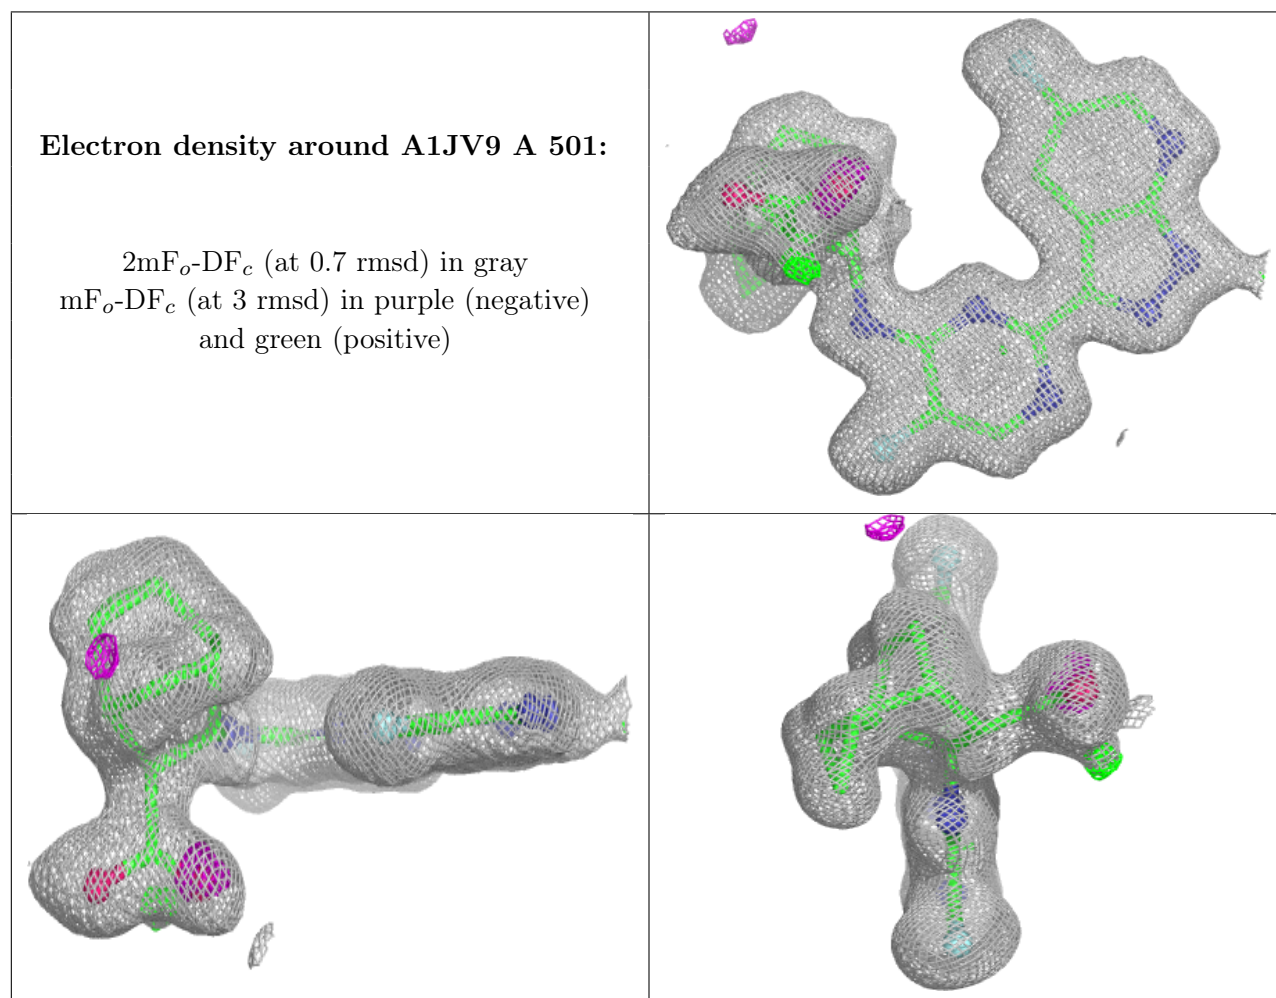 Electron density around A1JV9 A 501:
2mFo-DFc (at 0.7 rmsd) in gray
mFo-DFc (at 3 rmsd) in purple (negative)
and green (positive)